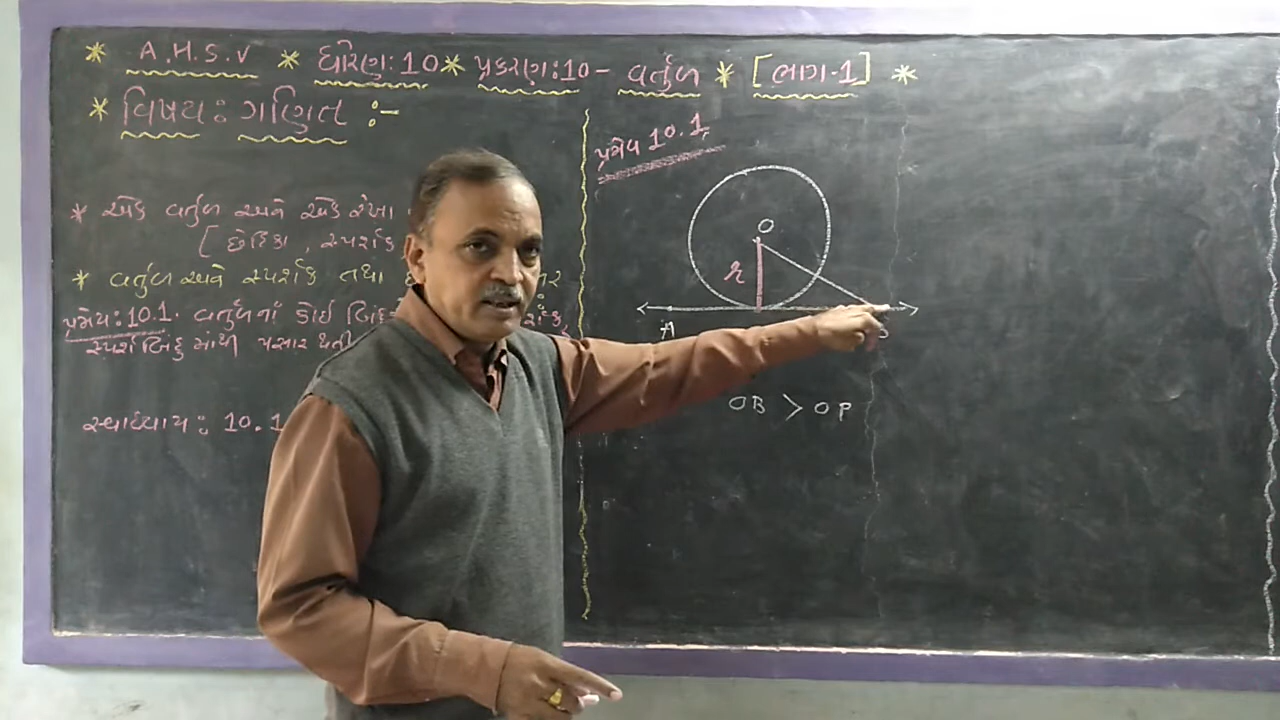 * A.H.S.V * ધોરણ:10 * પ્રકરણ:10 - વર્તુળ * [ભાગ-1] *
* વિષય: ગણિત :-
* એક વર્તુળ અને એક રેખા
[છેદિકા, સ્પર્શક
* વર્તુળ અને સ્પર્શક તથા
પ્રમેય:10.1. વર્તુળનાં કોઈ
સ્પર્શબિંદુ માંથી પસાર થતી
સ્વાધ્યાય: 10.1
પ્રમેય 10.1
O
r
A
OB > OP